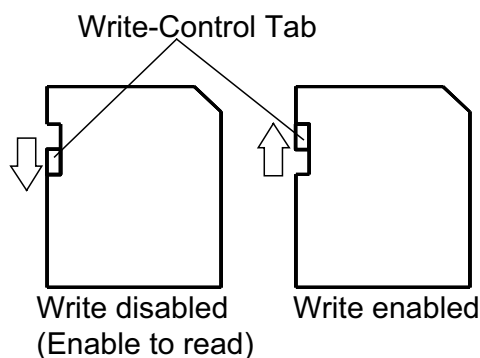 Write-Control Tab
Write disabled
(Enable to read)
Write enabled